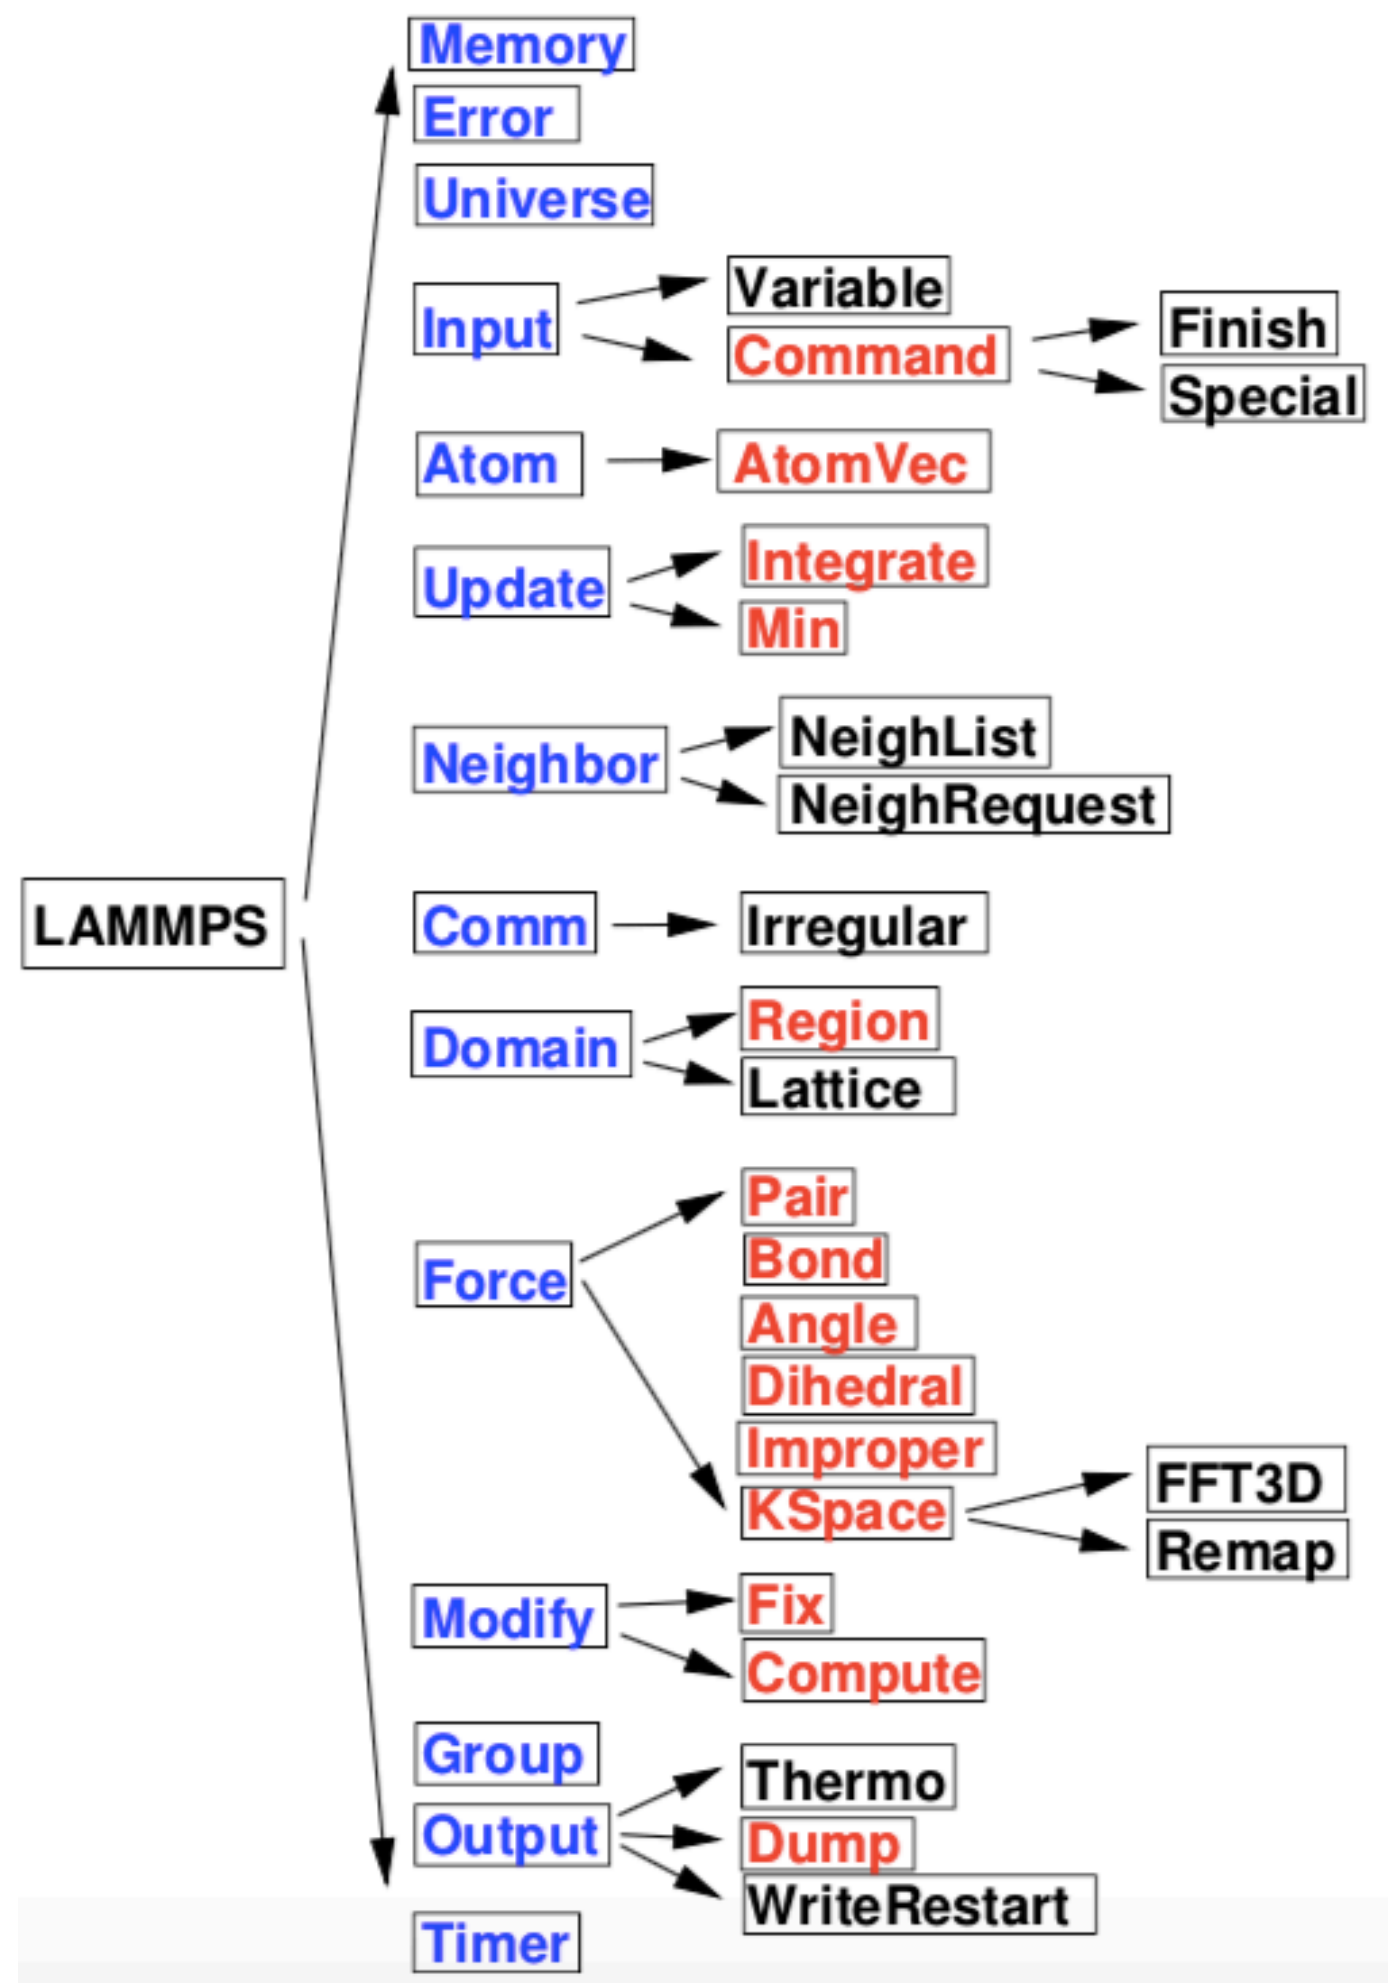 Memory
Error
Universe
Input
Variable
Command
Finish
Special
Atom
AtomVec
Update
Integrate
Min
Neighbor
NeighList
NeighRequest
LAMMPS
Comm
Irregular
Domain
Region
Lattice
Force
Pair
Bond
Angle
Dihedral
Improper
KSpace
FFT3D
Remap
Modify
Fix
Compute
Group
Output
Thermo
Dump
WriteRestart
Timer